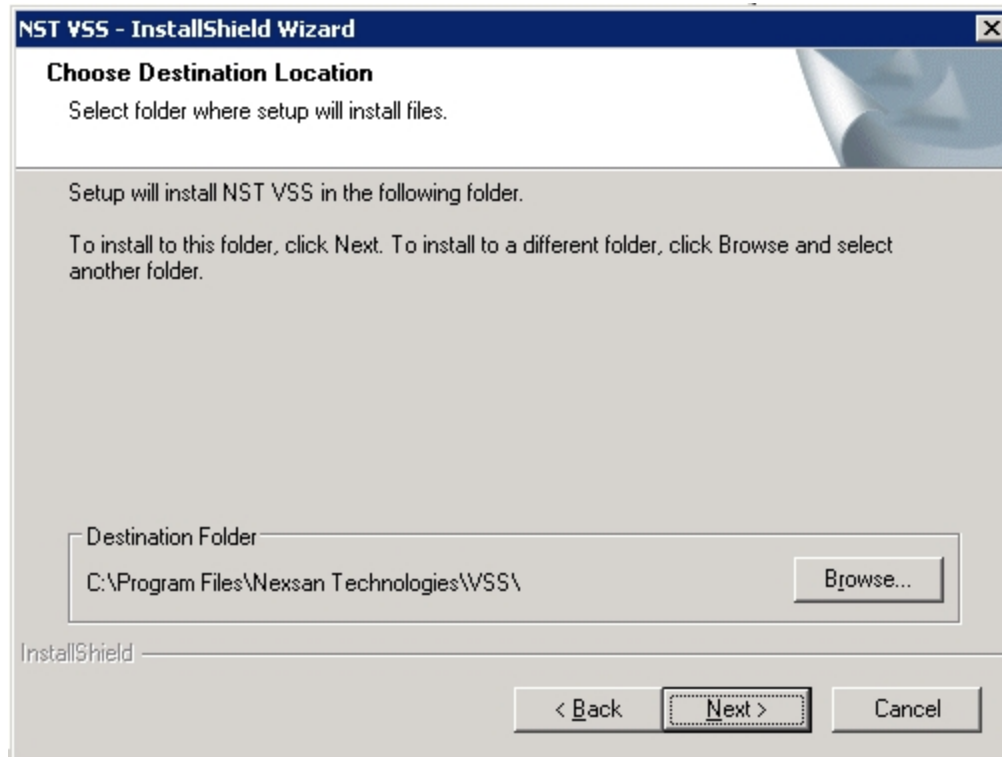 NST VSS - InstallShield Wizard
Choose Destination Location
Select folder where setup will install files.
Setup will install NST VSS in the following folder.
To install to this folder, click Next. To install to a different folder, click Browse and select
another folder.
Destination Folder
C:\Program Files\Nexsan Technologies\VSS\
Browse...
InstallShield
< Back
Next >
Cancel